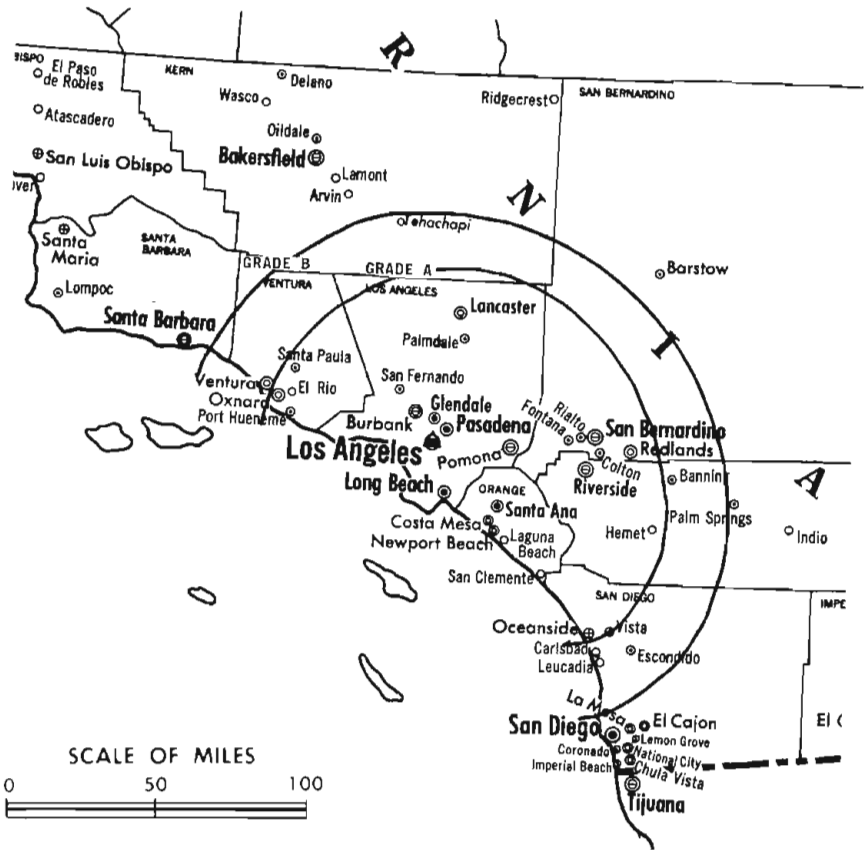 R
N
I
A
BISPO
El Paso
de Robles
KERN
Delano
Wasco
Ridgecrest
SAN BERNARDINO
Atascadero
Oildale
San Luis Obispo
Bakersfield
Lamont
Arvin
over
Tehachapi
Santa
Maria
SANTA
BARBARA
GRADE B
GRADE A
Barstow
VENTURA
LOS ANGELES
Lompoc
Santa Barbara
Lancaster
Palmdale
Santa Paula
San Fernando
Ventura
El Rio
Oxnard
Port Hueneme
Burbank
Glendale
Pasadena
Fontana
Rialto
San Bernardino
Los Angeles
Pomona
Colton
Redlands
Long Beach
ORANGE
Riverside
Banning
Santa Ana
Palm Springs
Costa Mesa
Newport Beach
Laguna
Beach
Hemet
Indio
San Clemente
SAN DIEGO
IMPE
Oceanside
Vista
Carlsbad
Leucadia
Escondido
La Mesa
San Diego
El Cajon
El C
Lemon Grove
Coronado
National City
Imperial Beach
Chula Vista
Tijuana
SCALE OF MILES
0 50 100